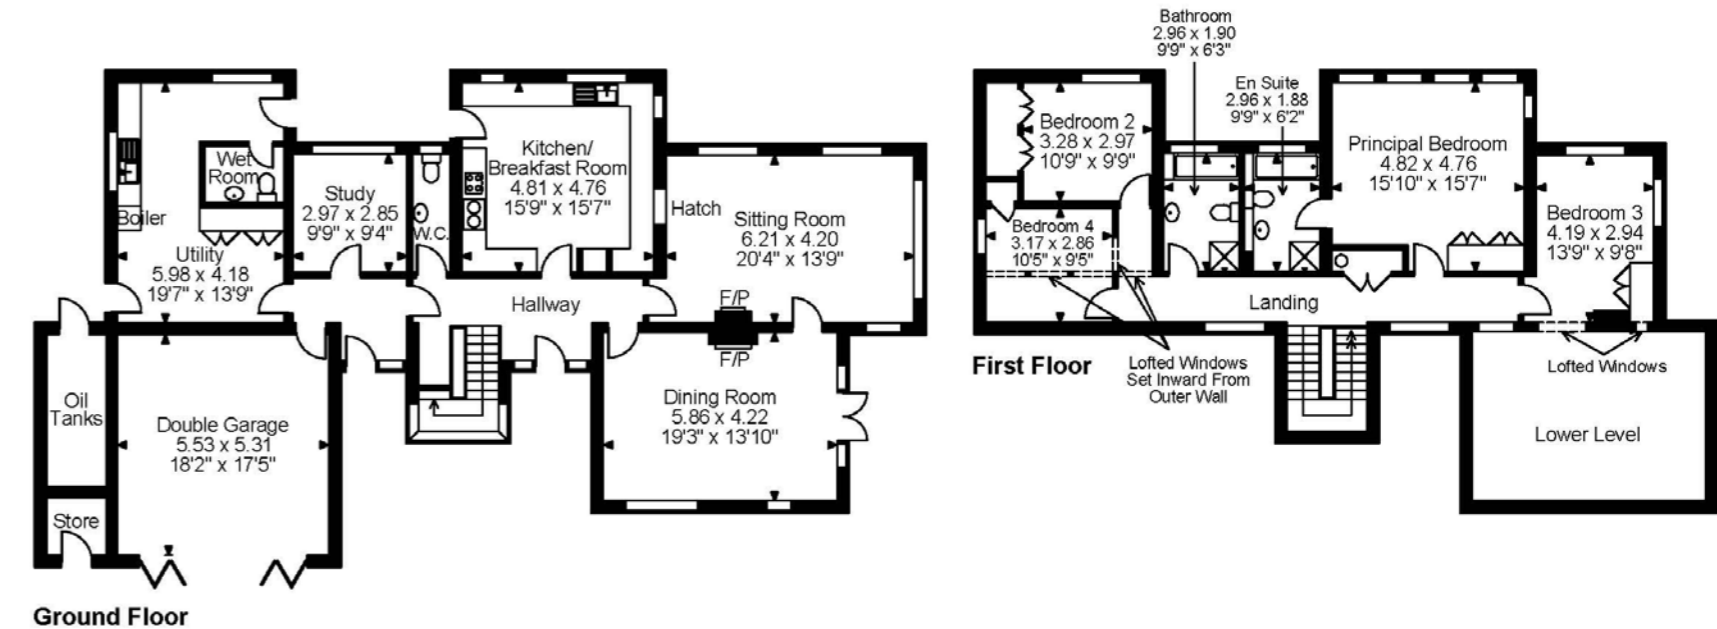 Wet
Room
Boiler
Utility
5.98 x 4.18
19'7" x 13'9"
Study
2.97 x 2.85
9'9" x 9'4"
W.C.
Kitchen/
Breakfast Room
4.81 x 4.76
15'9" x 15'7"
Hatch
Sitting Room
6.21 x 4.20
20'4" x 13'9"
Hallway
F/P
F/P
Dining Room
5.86 x 4.22
19'3" x 13'10"
Oil
Tanks
Double Garage
5.53 x 5.31
18'2" x 17'5"
Store
Ground Floor
Bathroom
2.96 x 1.90
9'9" x 6'3"
En Suite
2.96 x 1.88
9'9" x 6'2"
Bedroom 2
3.28 x 2.97
10'9" x 9'9"
Principal Bedroom
4.82 x 4.76
15'10" x 15'7"
Bedroom 4
3.17 x 2.86
10'5" x 9'5"
Bedroom 3
4.19 x 2.94
13'9" x 9'8"
Landing
First Floor
Lofted Windows
Set Inward From
Outer Wall
Lofted Windows
Lower Level